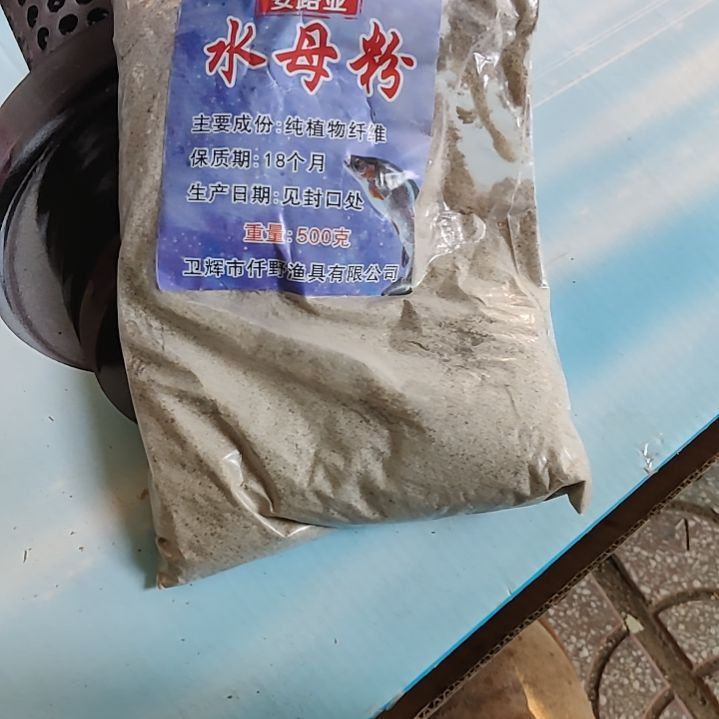 水母粉
主要成份:纯植物纤维
保质期:18个月
生产日期:见封口处
重量:500克
卫辉市仟野渔具有限公司